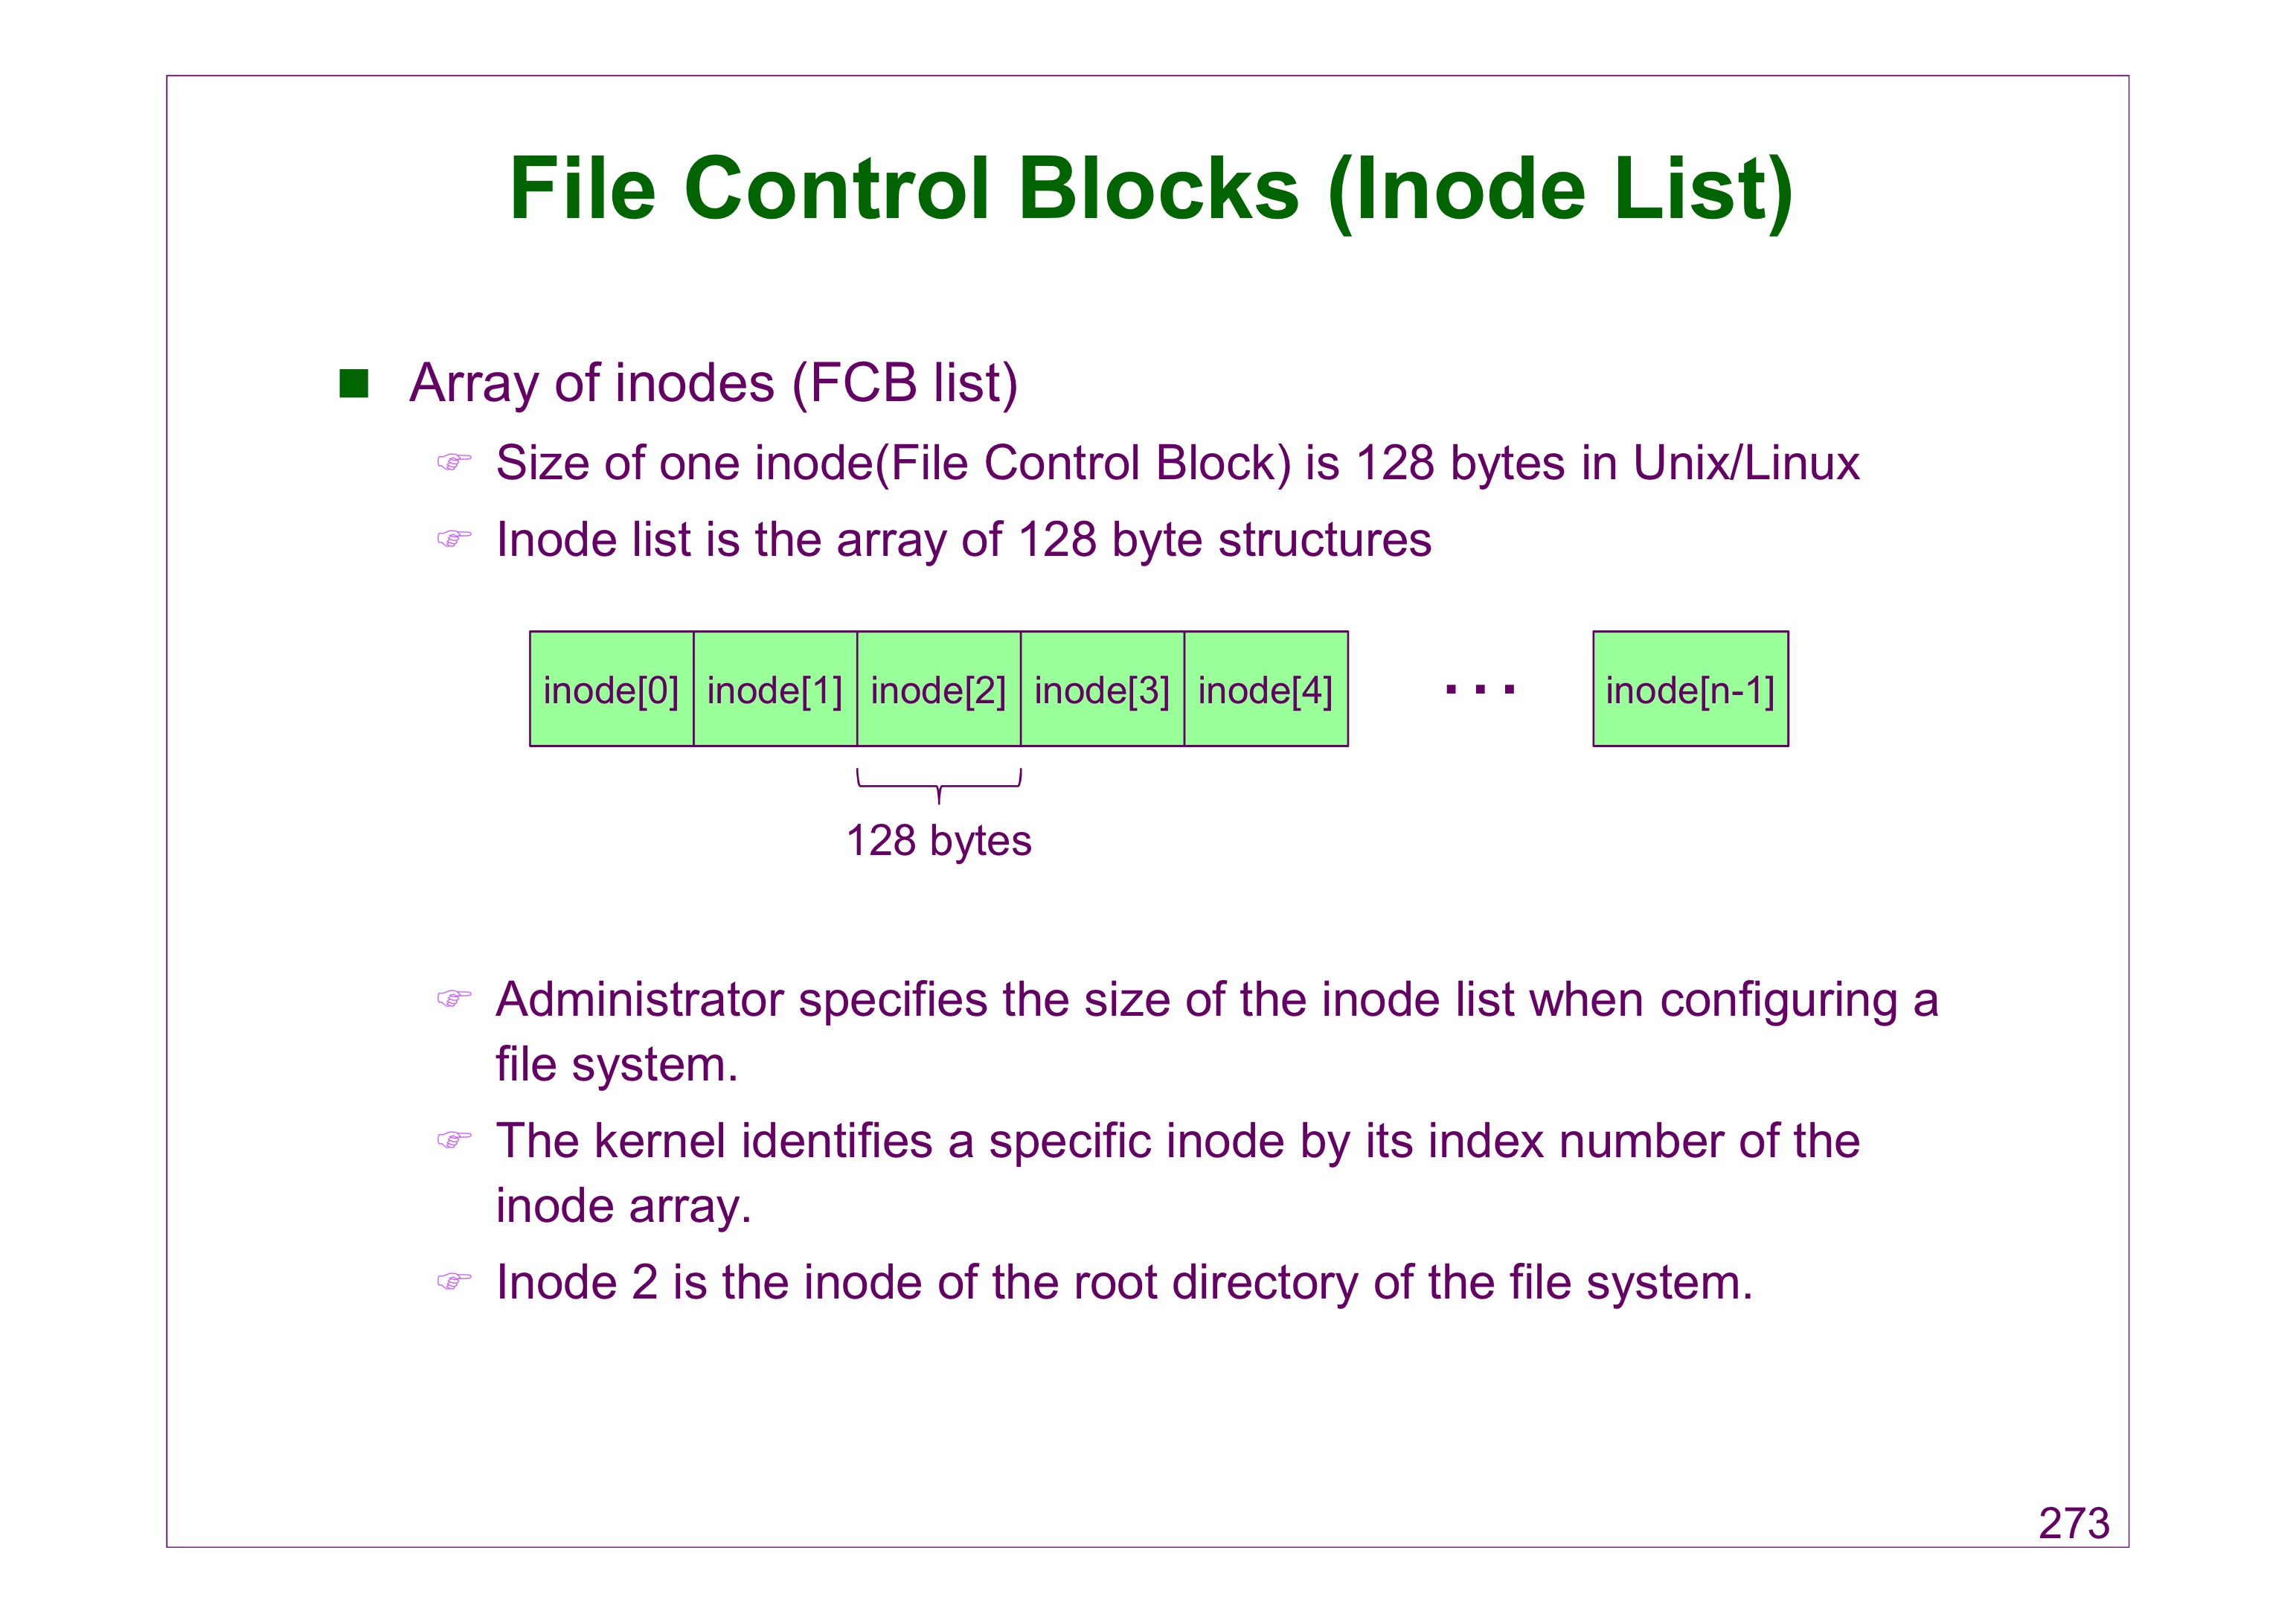 File Control Blocks (Inode List)
Array of inodes (FCB list)
Size of one inode(File Control Block) is 128 bytes in Unix/Linux
Inode list is the array of 128 byte structures
inode[0] inode[1] inode[2] inode[3] inode[4] ... inode[n-1]
128 bytes
Administrator specifies the size of the inode list when configuring a
file system.
The kernel identifies a specific inode by its index number of the
inode array.
Inode 2 is the inode of the root directory of the file system.
273